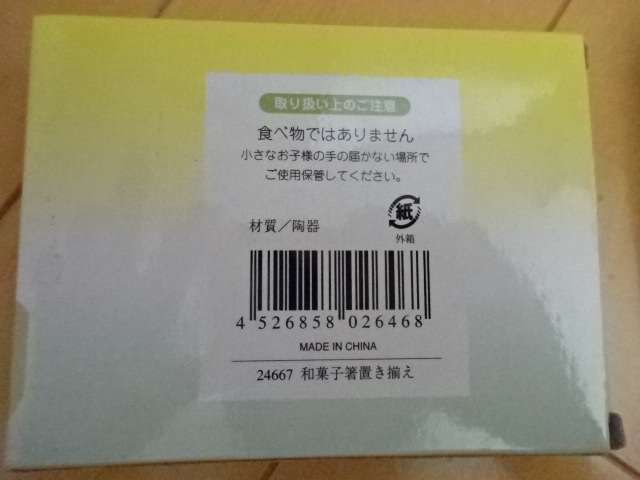 取り扱い上のご注意
食べ物ではありません
小さなお子様の手の届かない場所で
ご使用保管してください。
材質／陶器
紙
外箱
4 526858 026468
MADE IN CHINA
24667 和菓子箸置き揃え